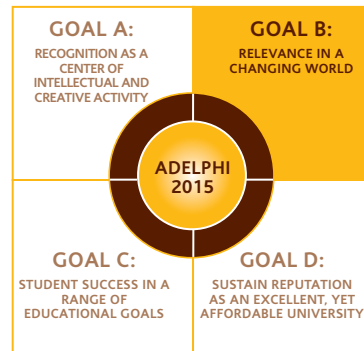 GOAL A:
RECOGNITION AS A
CENTER OF
INTELLECTUAL AND
CREATIVE ACTIVITY
GOAL B:
RELEVANCE IN A
CHANGING WORLD
ADELPHI
2015
GOAL C:
STUDENT SUCCESS IN A
RANGE OF
EDUCATIONAL GOALS
GOAL D:
SUSTAIN REPUTATION
AS AN EXCELLENT, YET
AFFORDABLE UNIVERSITY